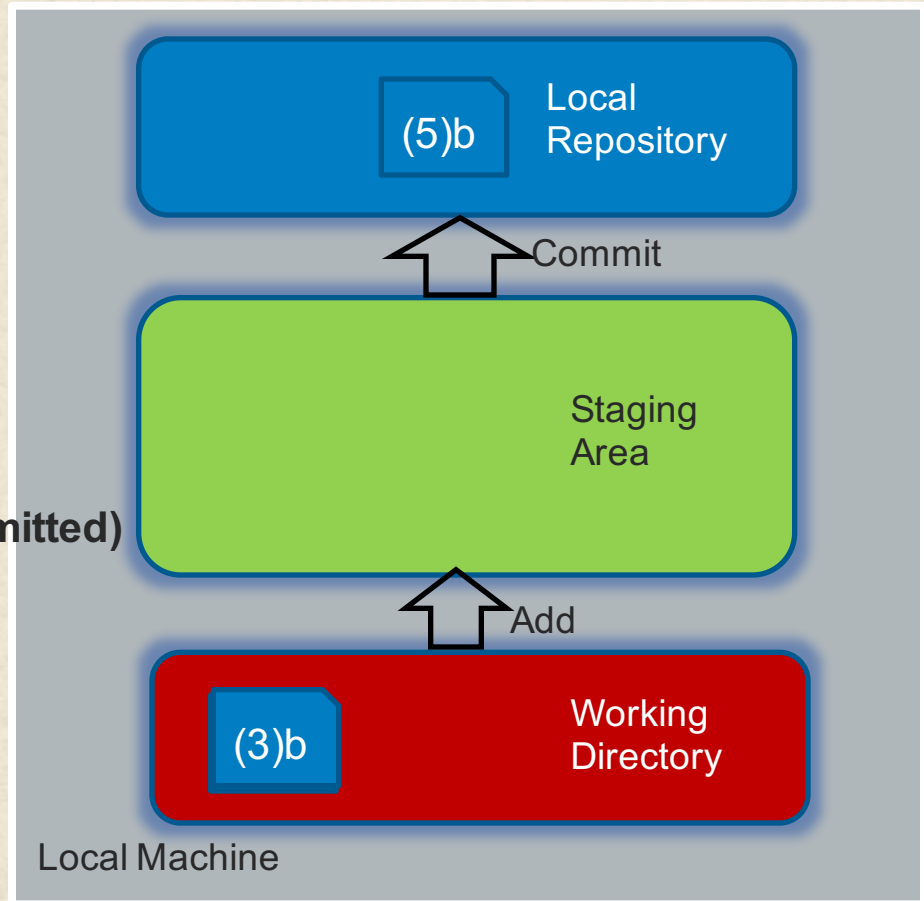 (5)b
Local
Repository
Commit
Staging
Area
mitted)
Add
(3)b
Working
Directory
Local Machine